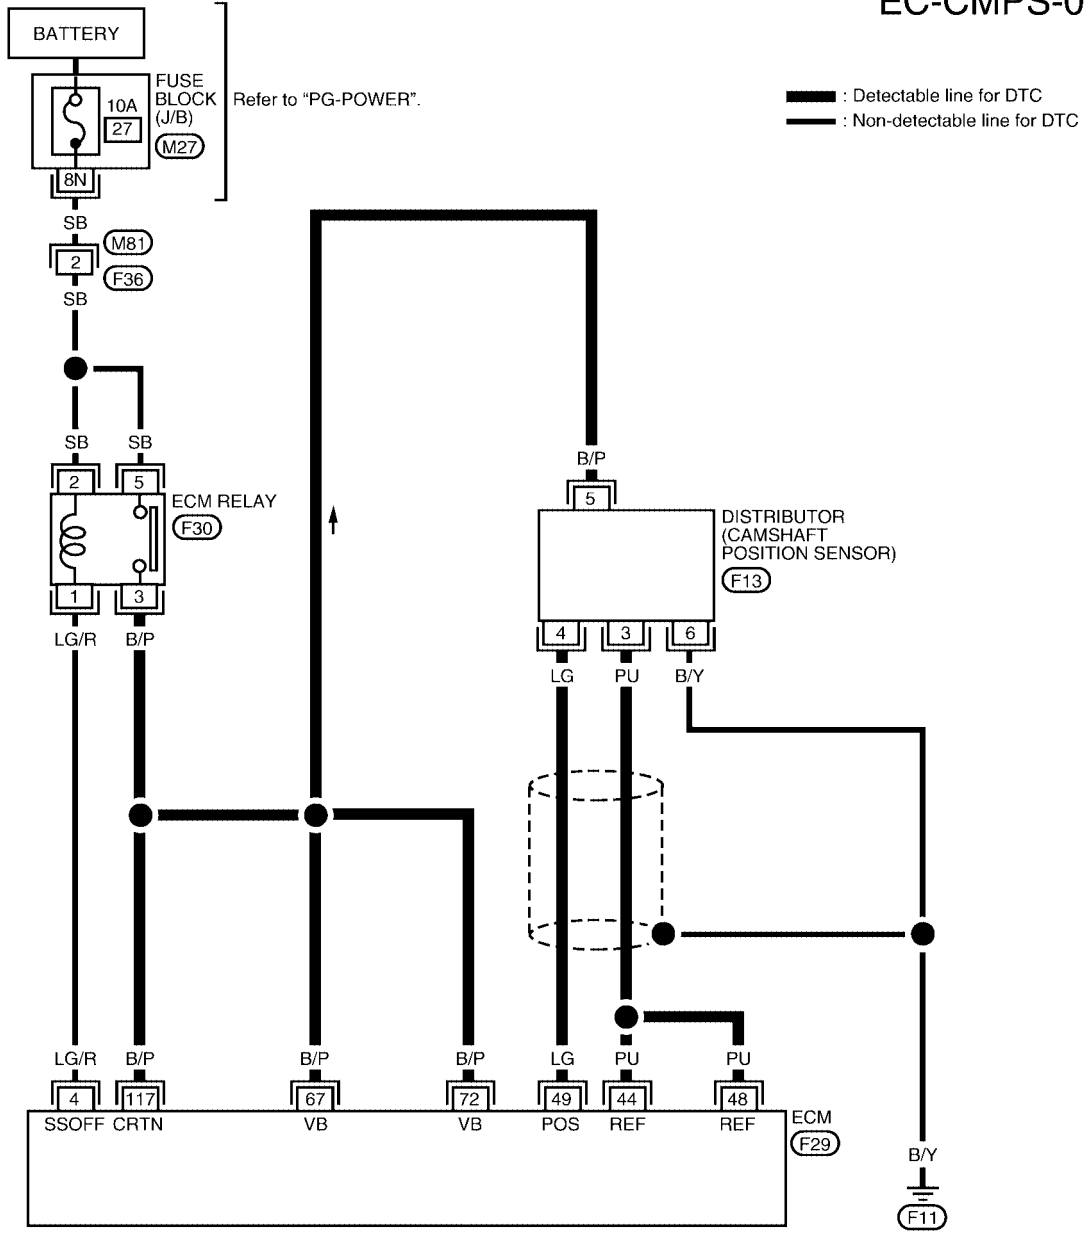 EC-CMPS-0
BATTERY
FUSE
BLOCK
(J/B)
Refer to “PG-POWER”.
: Detectable line for DTC
: Non-detectable line for DTC
10A
27
M27
8N
SB
M81
2
F36
SB
SB
SB
2
5
ECM RELAY
F30
1
3
LG/R
B/P
B/P
5
DISTRIBUTOR
(CAMSHAFT
POSITION SENSOR)
F13
4
3
6
LG
PU
B/Y
LG/R
B/P
B/P
B/P
LG
PU
PU
4
117
67
72
49
44
48
SSOFF
CRTN
VB
VB
POS
REF
REF
ECM
F29
B/Y
F11